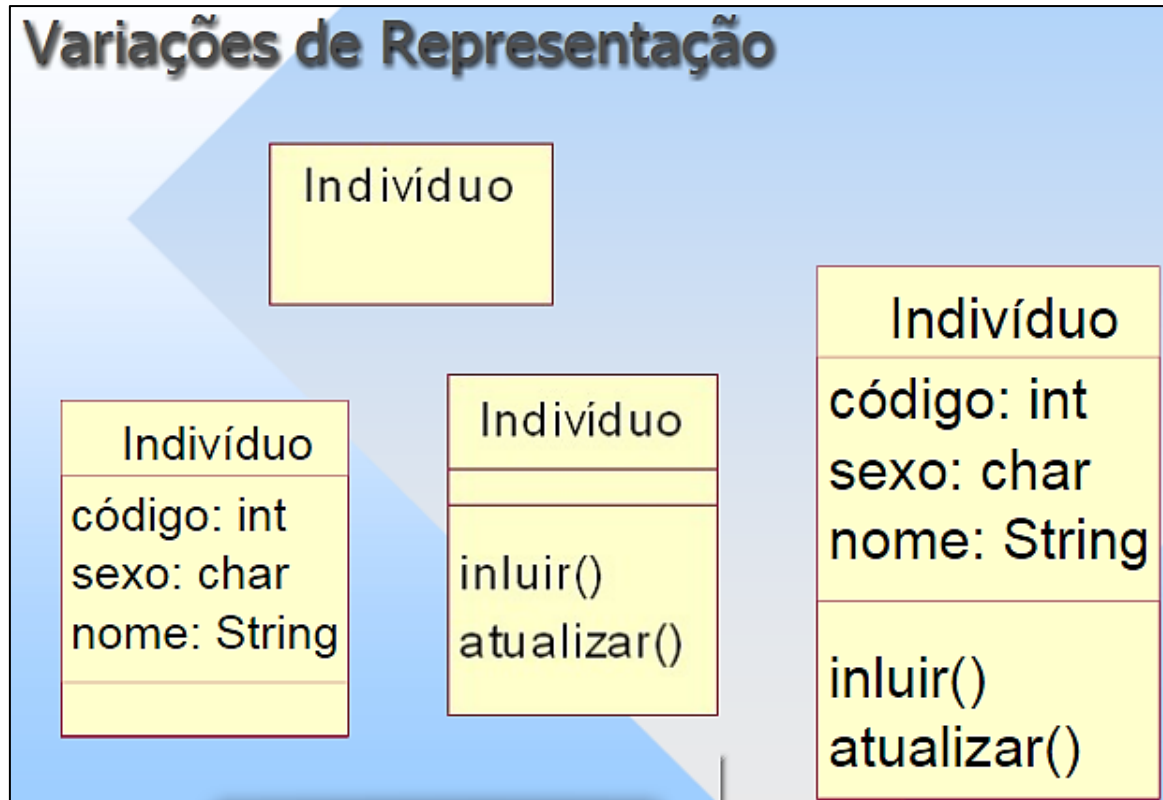 Variações de Representação
Indivíduo
Indivíduo
código: int
sexo: char
nome: String
Indivíduo
inluir()
atualizar()
Indivíduo
código: int
sexo: char
nome: String
inluir()
atualizar()